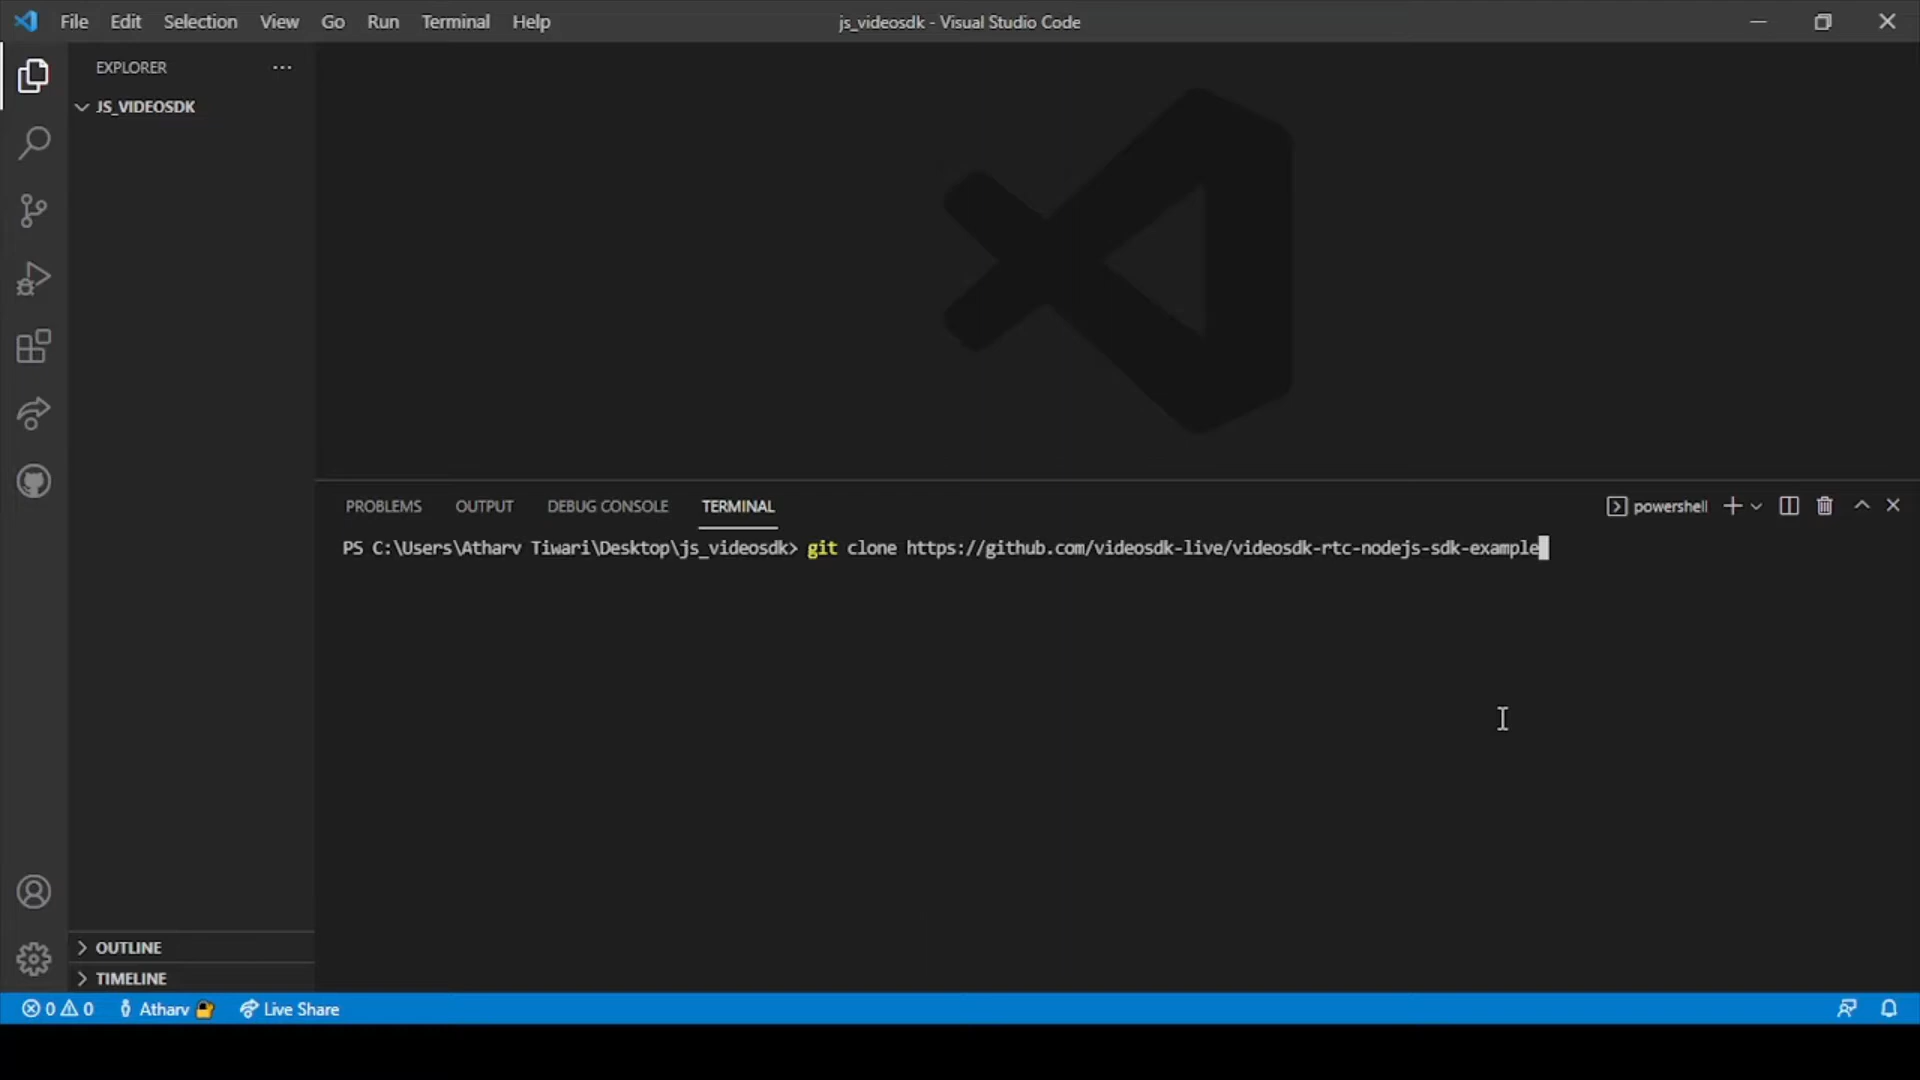 File Edit Selection View Go Run Terminal Help
js_videosdk - Visual Studio Code
EXPLORER
JS_VIDEOSDK
PROBLEMS OUTPUT DEBUG CONSOLE TERMINAL
powershell
PS C:\Users\Atharv Tiwari\Desktop\js_videosdk> git clone https://github.com/videosdk-live/videosdk-rtc-nodejs-sdk-example
OUTLINE
TIMELINE
0 0 Atharv Live Share